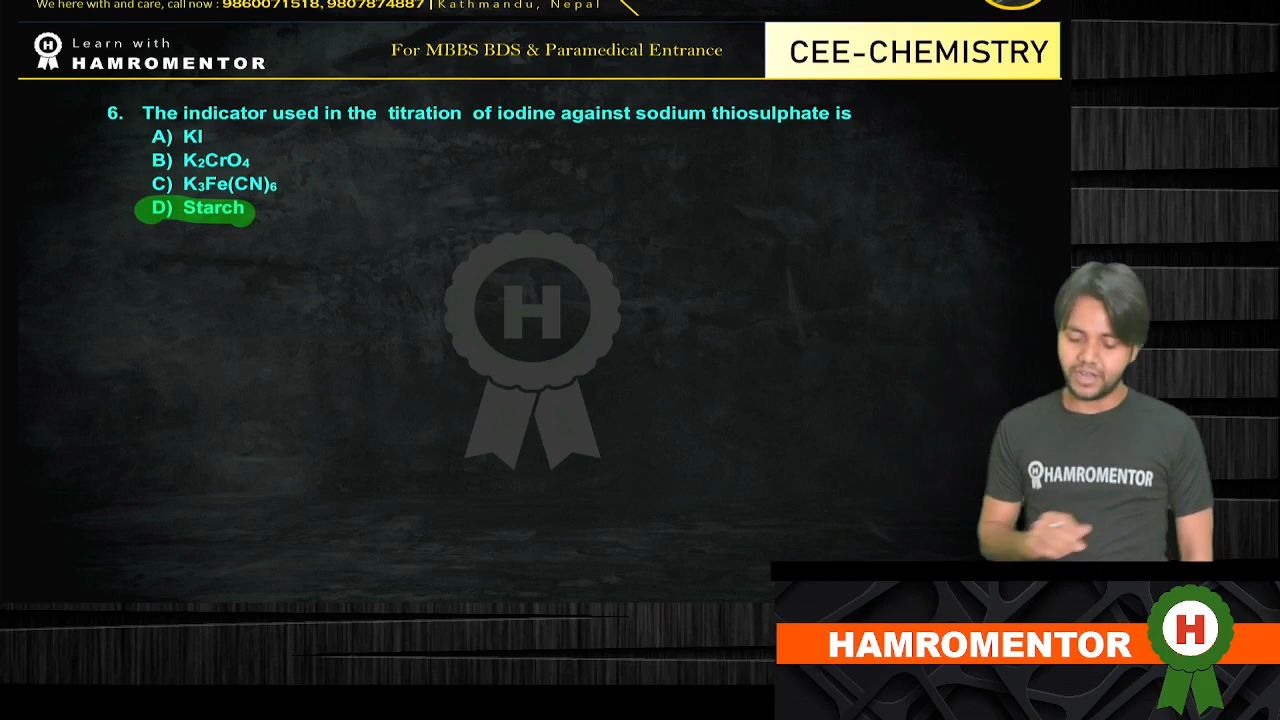 We here with and care, call now : 9860071518, 9807874887 | Kathmandu, Nepal
H Learn with
HAMROMENTOR
For MBBS BDS & Paramedical Entrance
CEE-CHEMISTRY
6. The indicator used in the titration of iodine against sodium thiosulphate is
A) KI
B) K₂CrO₄
C) K₃Fe(CN)₆
D) Starch
H
H HAMROMENTOR
HAMROMENTOR H